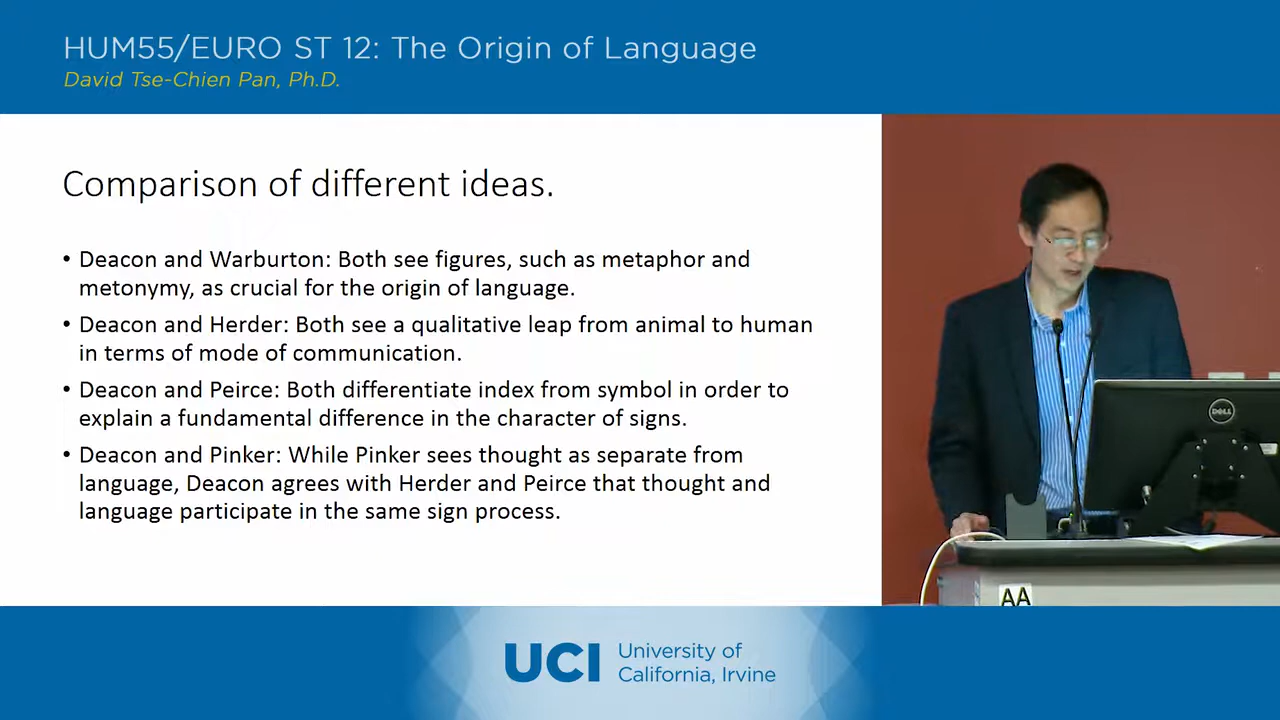 HUM55/EURO ST 12: The Origin of Language
David Tse-Chien Pan, Ph.D.
Comparison of different ideas.
• Deacon and Warburton: Both see figures, such as metaphor and
metonymy, as crucial for the origin of language.
• Deacon and Herder: Both see a qualitative leap from animal to human
in terms of mode of communication.
• Deacon and Peirce: Both differentiate index from symbol in order to
explain a fundamental difference in the character of signs.
• Deacon and Pinker: While Pinker sees thought as separate from
language, Deacon agrees with Herder and Peirce that thought and
language participate in the same sign process.
DELL
AA
UCI University of
California, Irvine